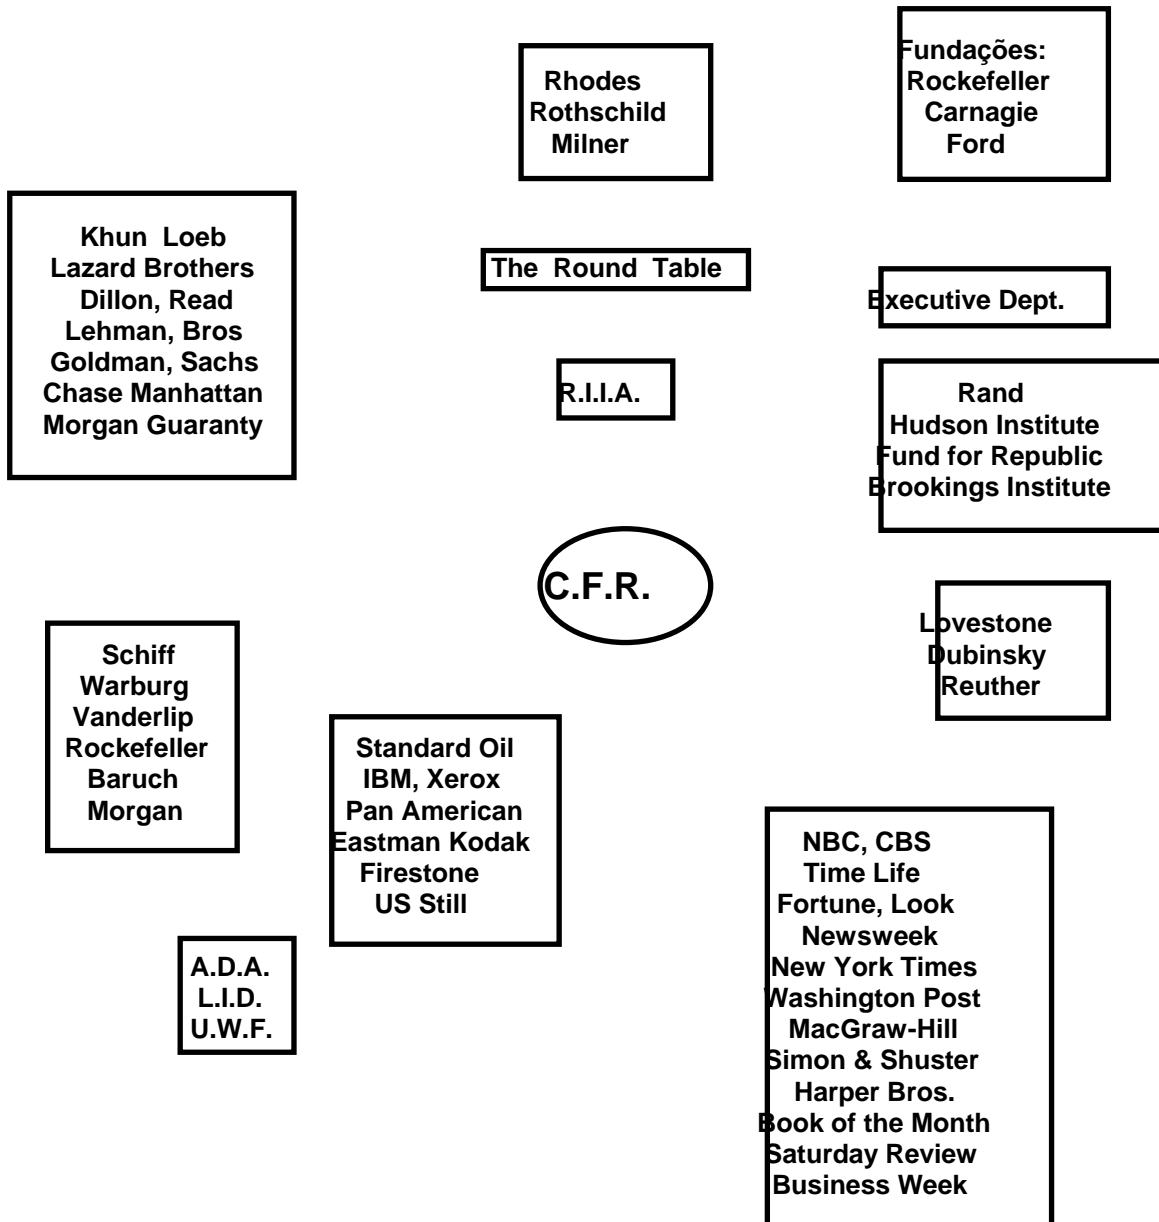 Rhodes
Rothschild
Milner
Fundações:
Rockefeller
Carnagie
Ford
Khun Loeb
Lazard Brothers
Dillon, Read
Lehman, Bros
Goldman, Sachs
Chase Manhattan
Morgan Guaranty
The Round Table
Executive Dept.
R.I.I.A.
Rand
Hudson Institute
Fund for Republic
Brookings Institute
C.F.R.
Lovestone
Dubinsky
Reuther
Schiff
Warburg
Vanderlip
Rockefeller
Baruch
Morgan
Standard Oil
IBM, Xerox
Pan American
Eastman Kodak
Firestone
US Still
NBC, CBS
Time Life
Fortune, Look
Newsweek
New York Times
Washington Post
MacGraw-Hill
Simon & Shuster
Harper Bros.
Book of the Month
Saturday Review
Business Week
A.D.A.
L.I.D.
U.W.F.